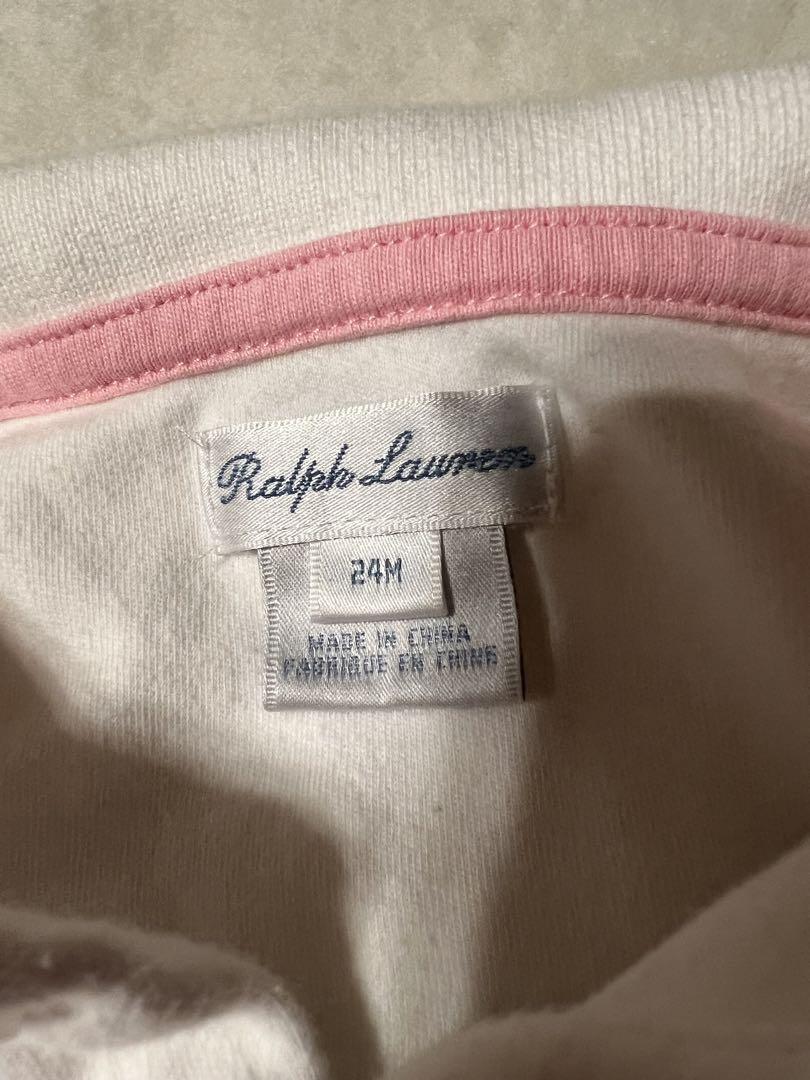 Ralph Lauren
24M
MADE IN CHINA
FABRIQUE EN CHINE